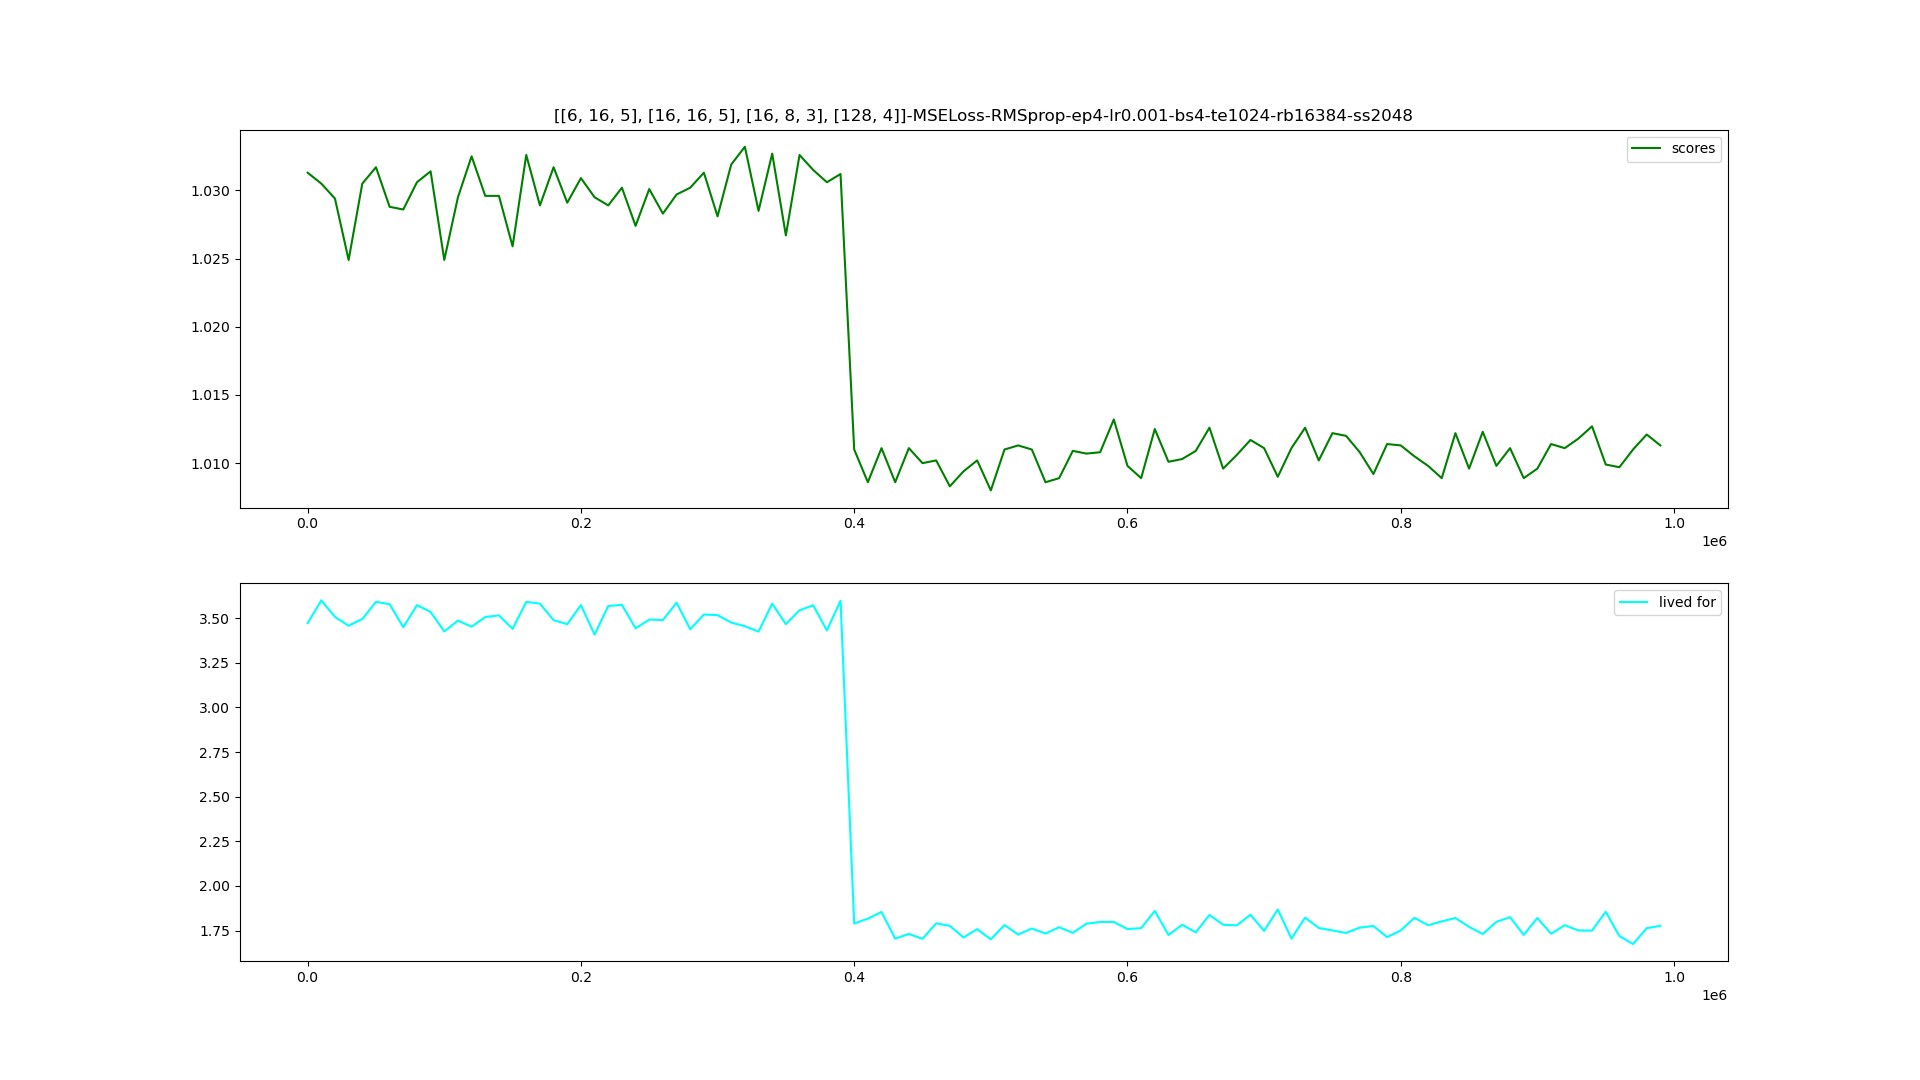 [[6, 16, 5], [16, 16, 5], [16, 8, 3], [128, 4]]-MSELoss-RMSprop-ep4-lr0.001-bs4-te1024-rb16384-ss2048
scores
1.030
1.025
1.020
1.015
1.010
0.0 0.2 0.4 0.6 0.8 1.0
1e6
lived for
3.50
3.25
3.00
2.75
2.50
2.25
2.00
1.75
0.0 0.2 0.4 0.6 0.8 1.0
1e6